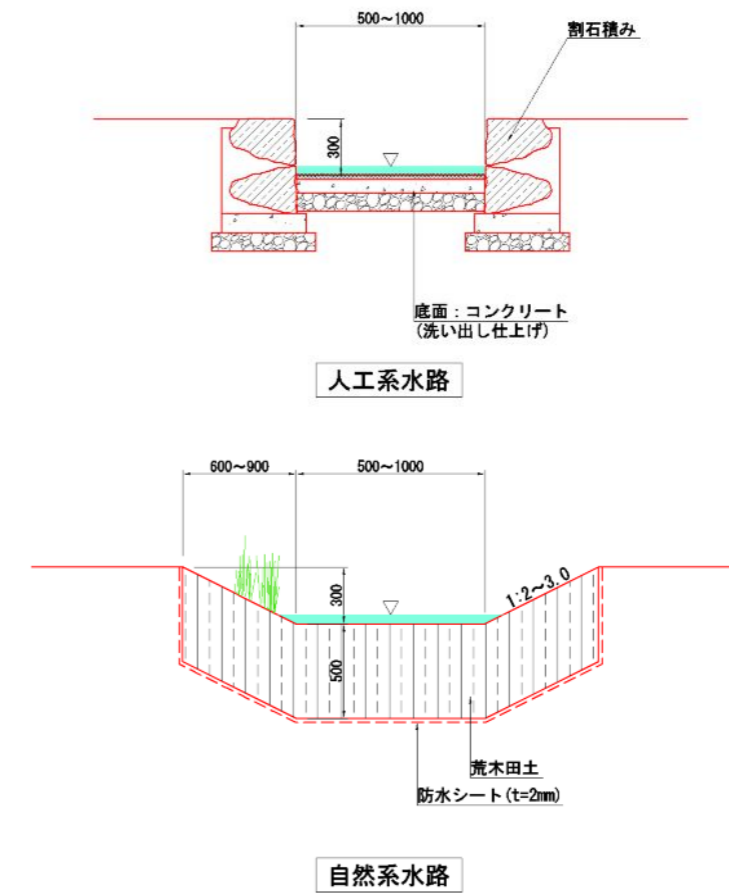 500~1000
割石積み
300
底面:コンクリート
(洗い出し仕上げ)
人工系水路
600~900
500~1000
300
1:2~3.0
500
荒木田土
防水シート(t=2mm)
自然系水路